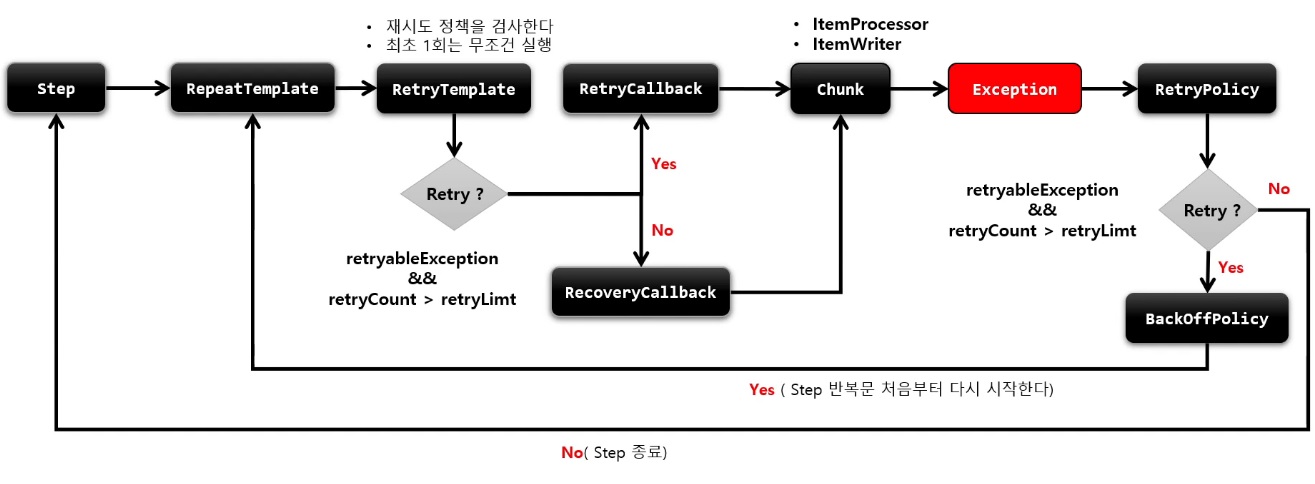 • 재시도 정책을 검사한다
• 최초 1회는 무조건 실행
• ItemProcessor
• ItemWriter
Step
RepeatTemplate
RetryTemplate
RetryCallback
Chunk
Exception
RetryPolicy
Yes
Retry ?
No
retryableException
&&
retryCount > retryLimt
RecoveryCallback
retryableException
&&
retryCount > retryLimt
Retry ?
No
Yes
BackOffPolicy
Yes ( Step 반복문 처음부터 다시 시작한다)
No( Step 종료)